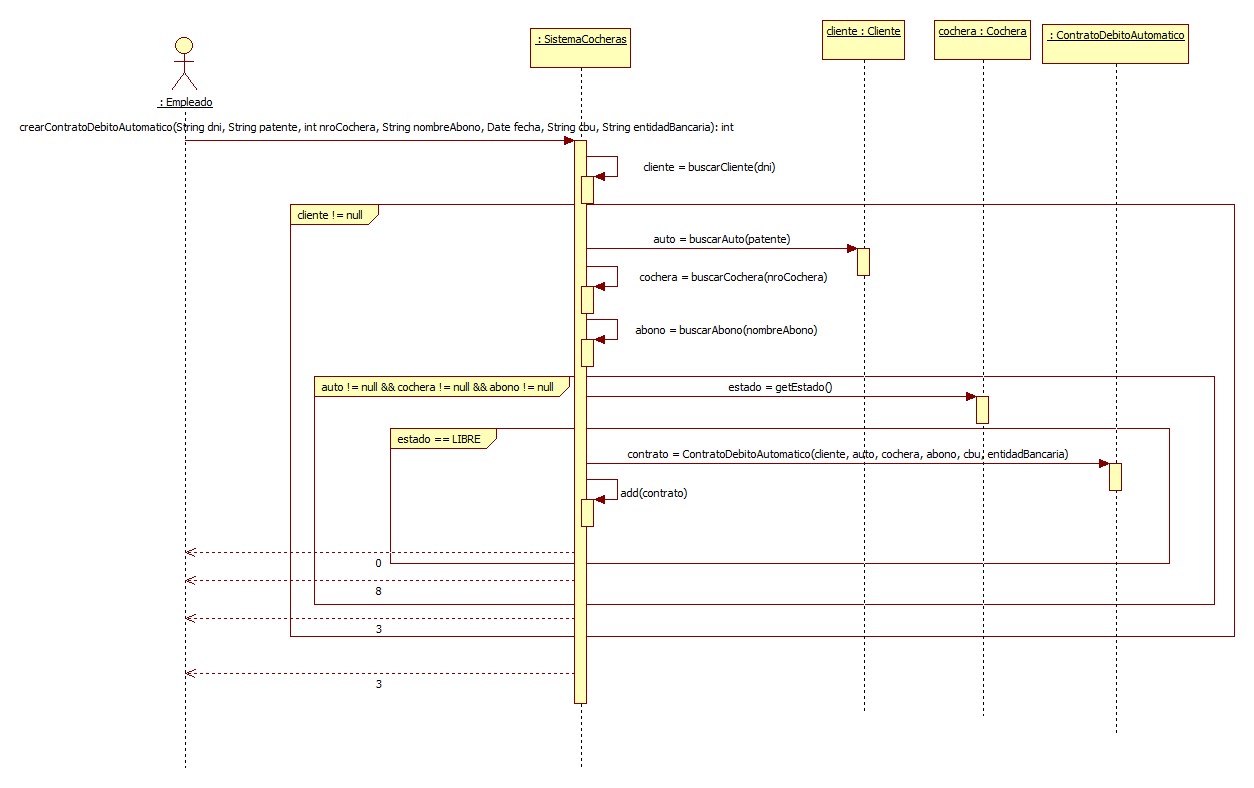 : SistemaCocheras
cliente : Cliente
cochera : Cochera
: ContratoDebitoAutomatico
: Empleado
crearContratoDebitoAutomatico(String dni, String patente, int nroCochera, String nombreAbono, Date fecha, String cbu, String entidadBancaria): int
cliente = buscarCliente(dni)
cliente != null
auto = buscarAuto(patente)
cochera = buscarCochera(nroCochera)
abono = buscarAbono(nombreAbono)
auto != null && cochera != null && abono != null
estado = getEstado()
estado == LIBRE
contrato = ContratoDebitoAutomatico(cliente, auto, cochera, abono, cbu, entidadBancaria)
add(contrato)
0
8
3
3